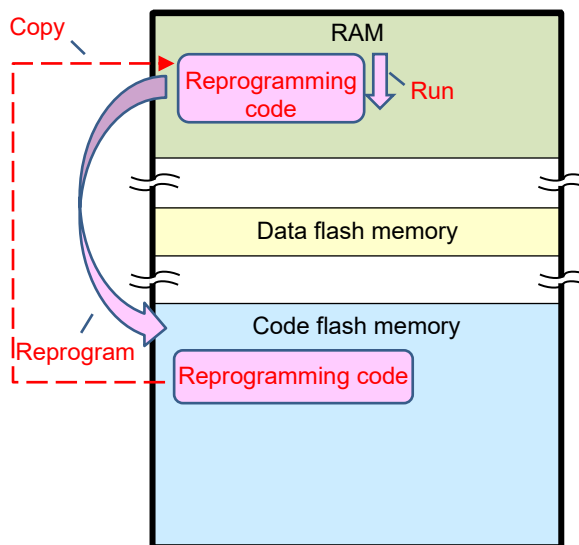 Copy
RAM
Reprogramming
code
Run
Data flash memory
Code flash memory
Reprogram
Reprogramming code